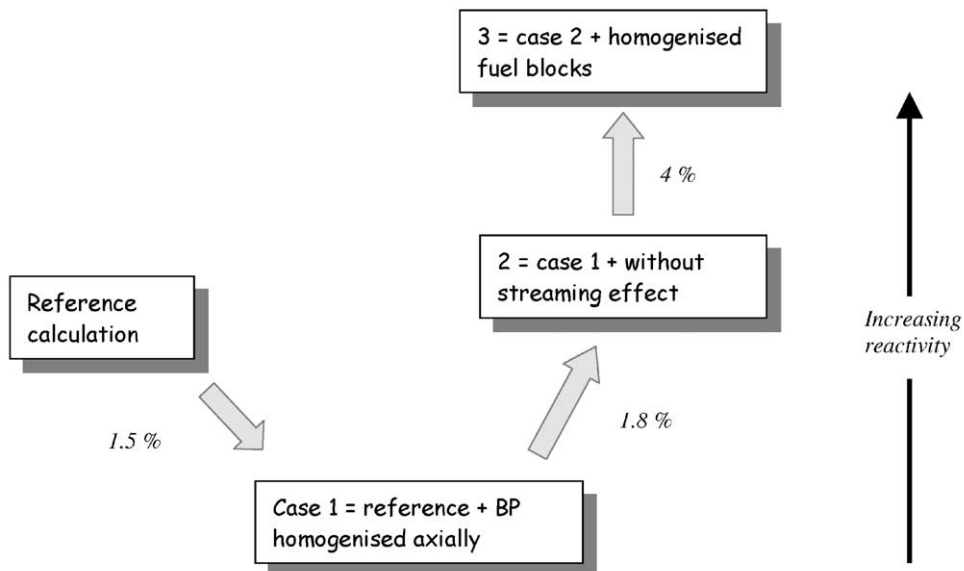 3 = case 2 + homogenised
fuel blocks
4 %
2 = case 1 + without
streaming effect
Reference
calculation
Increasing
reactivity
1.5 %
1.8 %
Case 1 = reference + BP
homogenised axially